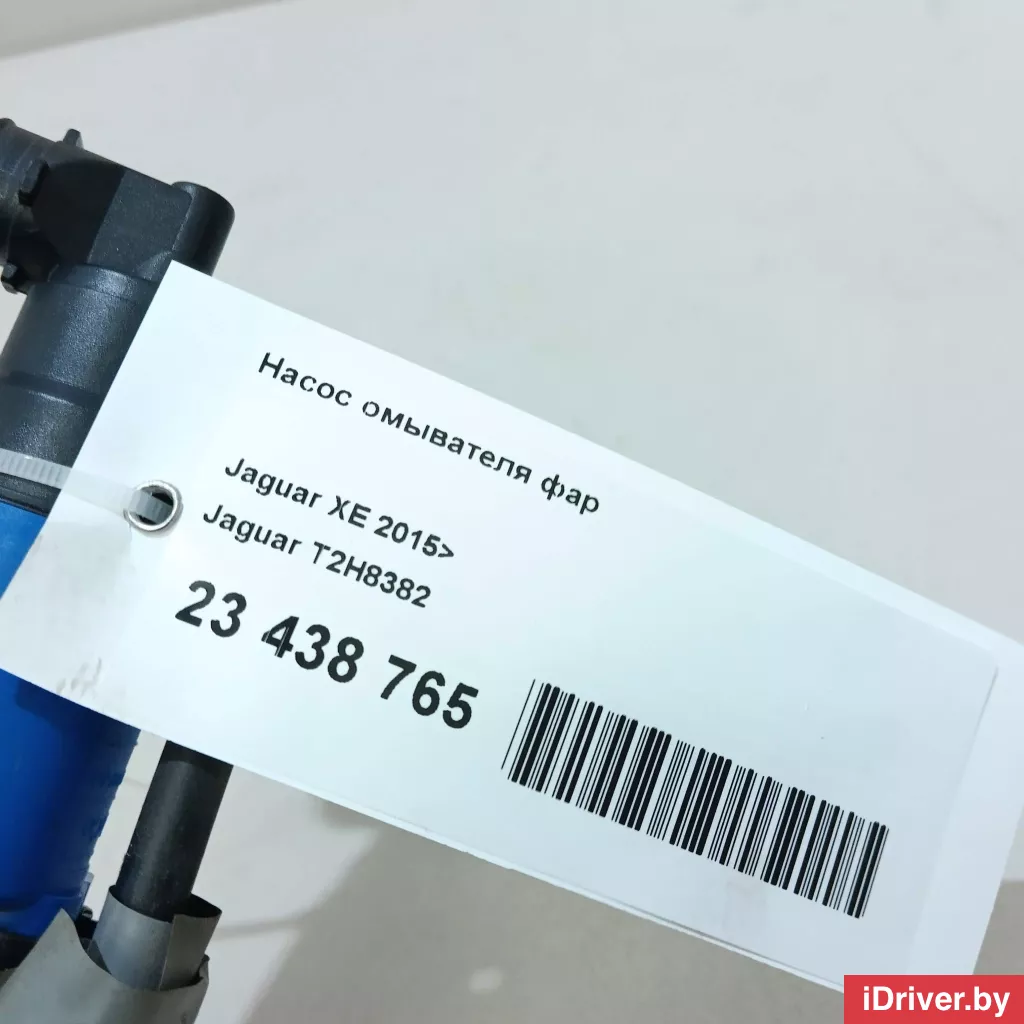 Насос омывателя фар
Jaguar XE 2015>
Jaguar T2H8382
23 438 765
iDriver.by